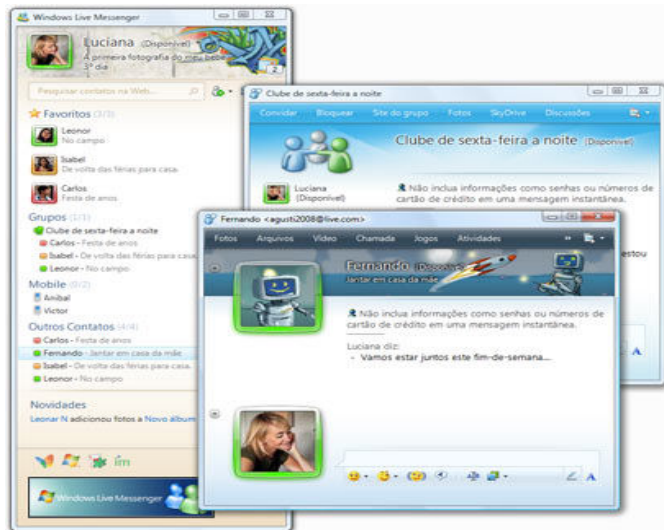 Windows Live Messenger
Luciana (Disponível)
A primeira fotografia do meu bebe
3º dia
2
Pesquisar contatos na Web...
Favoritos (3/3)
Leonor
No campo
Isabel
De volta das férias para casa.
Carlos
Festa de anos
Grupos (1/1)
Clube de sexta-feira a noite
Carlos - Festa de anos
Isabel - De volta das férias para casa.
Leonor - No campo
Mobile (0/2)
Anibal
Victor
Outros Contatos (4/4)
Carlos - Festa de anos
Fernando - Jantar em casa da mãe
Isabel - De volta das férias para casa.
Leonor - No campo
Novidades
Leonar N adicionou fotos a Novo álbum
im
Windows Live Messenger
Clube de sexta-feira a noite
Convidar Bloquear Site do grupo Fotos SkyDrive Discussões
Clube de sexta-feira a noite (Disponível)
Luciana
(Disponível)
Não inclua informações como senhas ou números
de cartão de crédito em uma mensagem instantânea.
estou
A
Fernando <agusti2008@live.com>
Fotos Arquivos Vídeo Chamada Jogos Atividades »
Fernando (Disponível)
Jantar em casa da mãe
Não inclua informações como senhas ou números de
cartão de crédito em uma mensagem instantânea.
Luciana diz:
Vamos estar juntos este fim-de-semana...
A